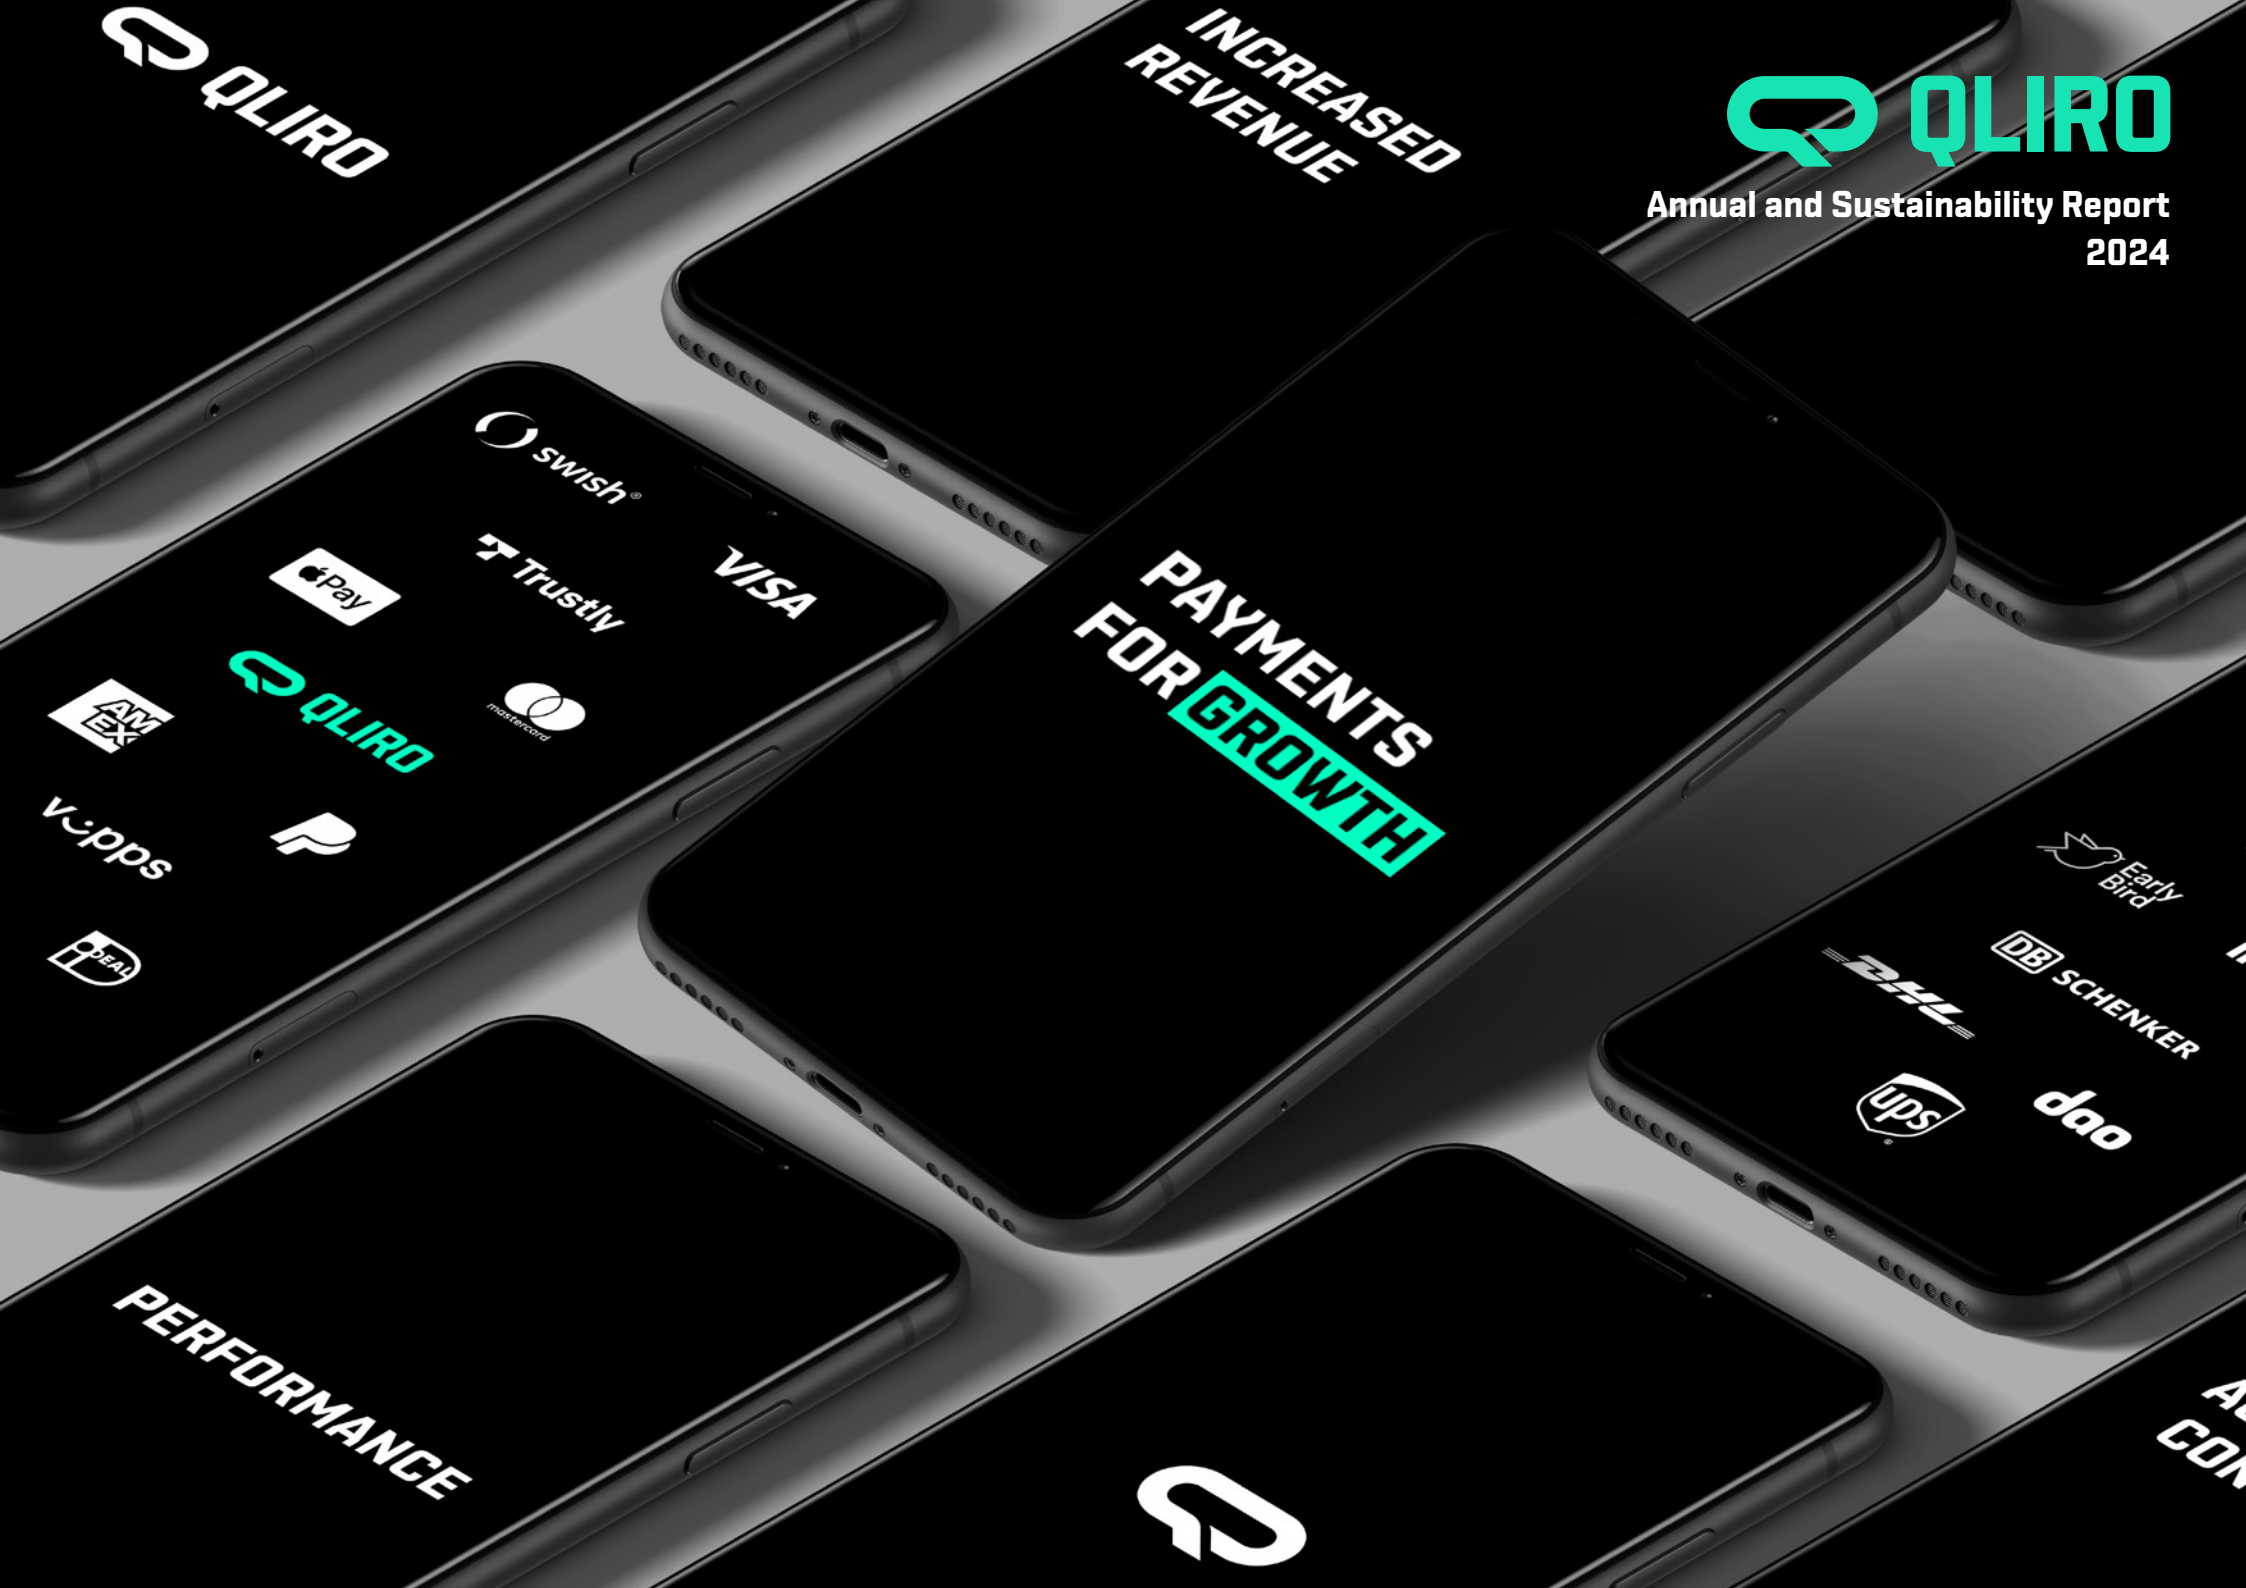 QLIRO
INCREASED
REVENUE
QLIRO
Annual and Sustainability Report
2024
swish®
Trustly
VISA
Pay
QLIRO
mastercard
AM
EX
vipps
iDEAL
PAYMENTS
FOR GROWTH
Early
Bird
DHL
DB SCHENKER
ups
dao
PERFORMANCE